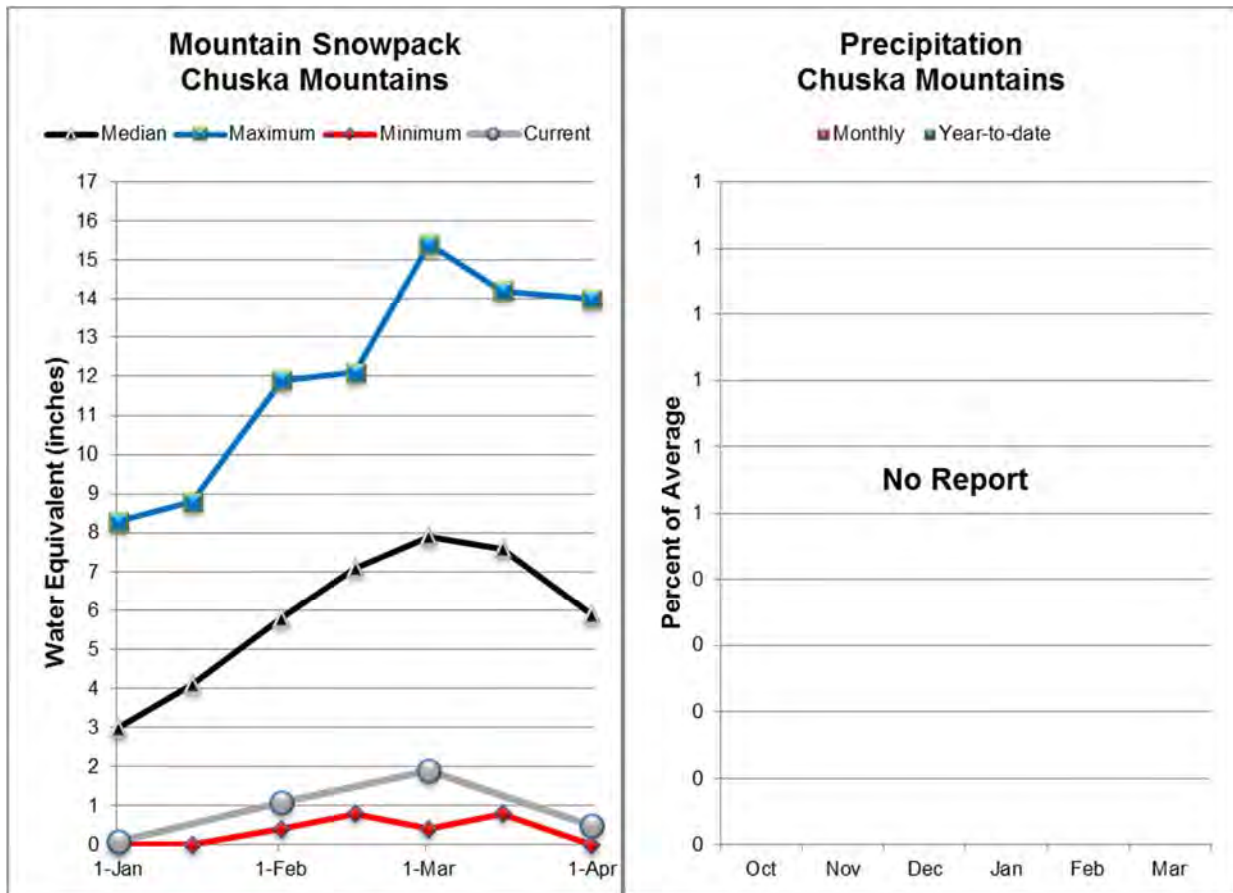 Mountain Snowpack
Chuska Mountains
Median Maximum Minimum Current
Water Equivalent (inches)
17
16
15
14
13
12
11
10
9
8
7
6
5
4
3
2
1
0
1-Jan 1-Feb 1-Mar 1-Apr
Precipitation
Chuska Mountains
Monthly Year-to-date
Percent of Average
1
1
1
1
1
1
0
0
0
0
0
No Report
Oct Nov Dec Jan Feb Mar